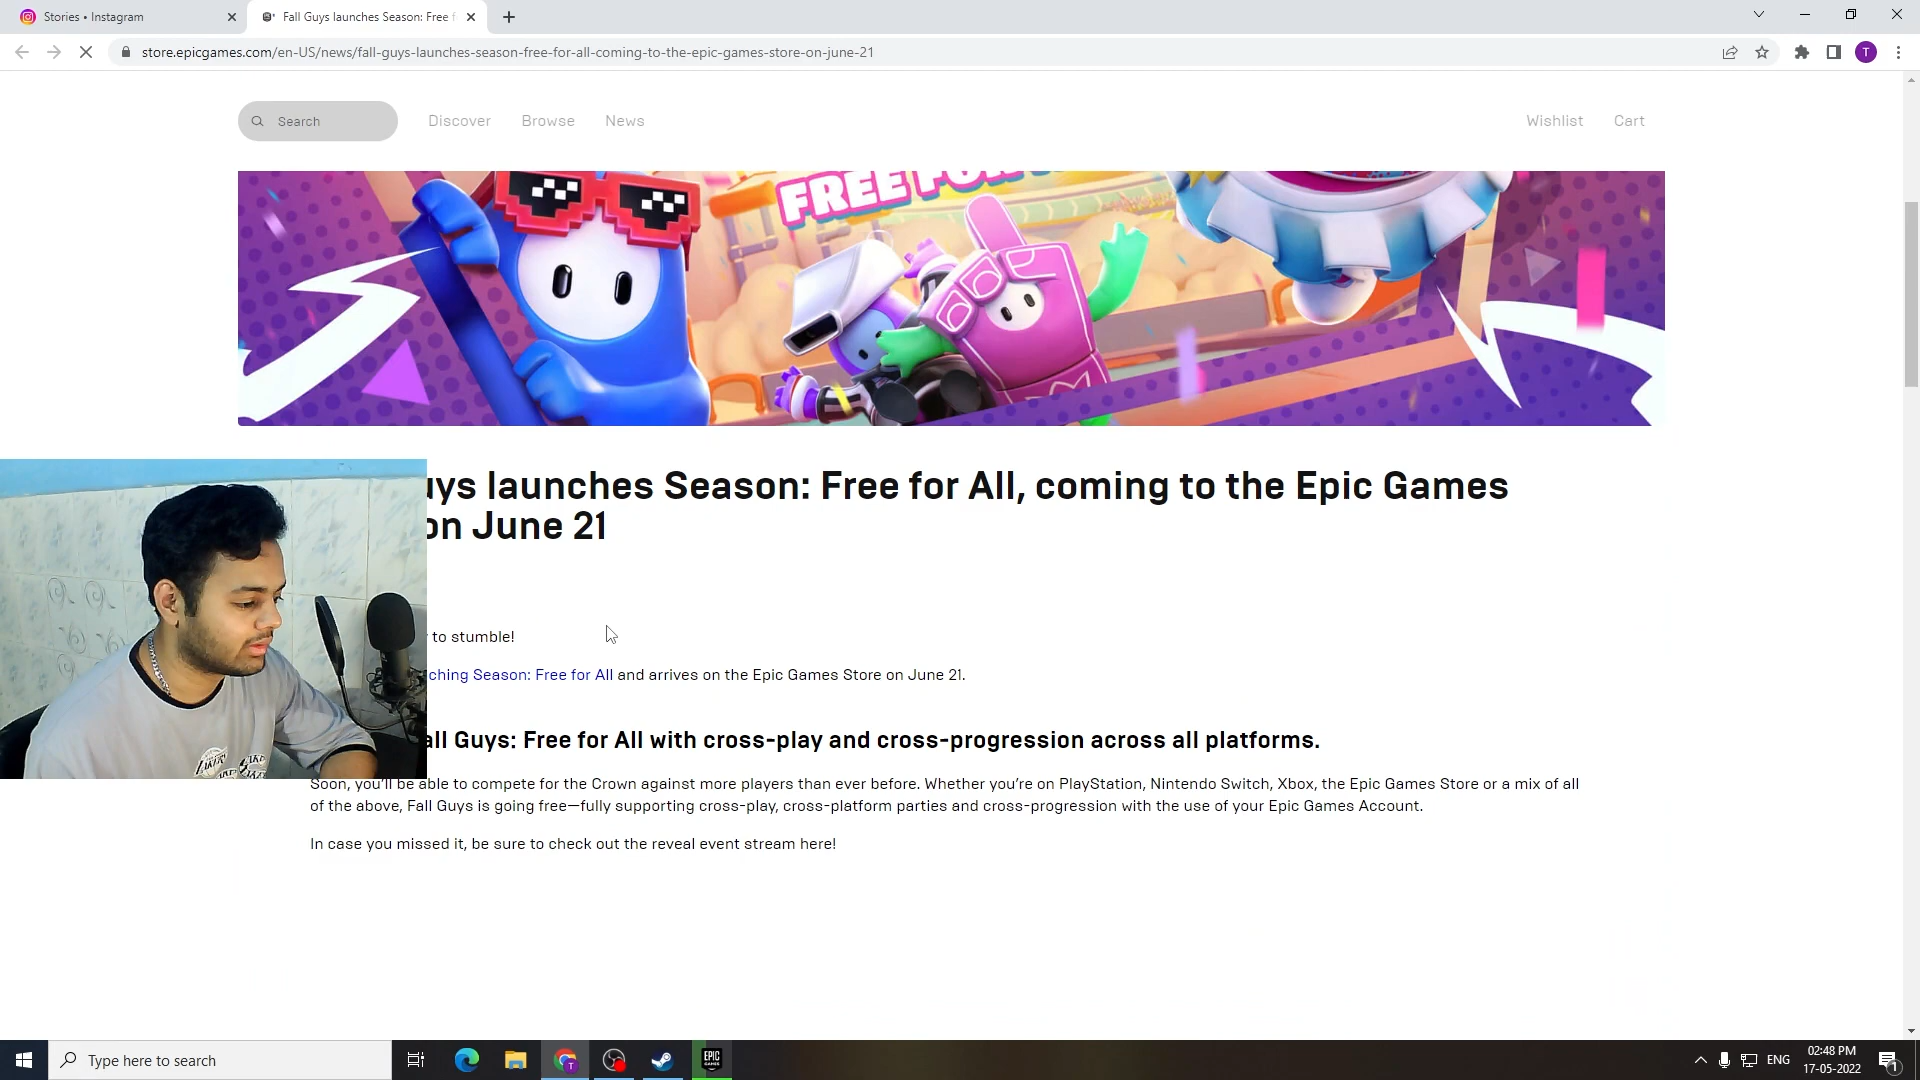 Stories • Instagram
Fall Guys launches Season: Free f
store.epicgames.com/en-US/news/fall-guys-launches-season-free-for-all-coming-to-the-epic-games-store-on-june-21
T
Search
Discover
Browse
News
Wishlist
Cart
FREE
uys launches Season: Free for All, coming to the Epic Games
on June 21
to stumble!
ching Season: Free for All and arrives on the Epic Games Store on June 21.
all Guys: Free for All with cross-play and cross-progression across all platforms.
Soon, you'll be able to compete for the Crown against more players than ever before. Whether you're on PlayStation, Nintendo Switch, Xbox, the Epic Games Store or a mix of all
of the above, Fall Guys is going free—fully supporting cross-play, cross-platform parties and cross-progression with the use of your Epic Games Account.
In case you missed it, be sure to check out the reveal event stream here!
Type here to search
T
EPIC
GAMES
ENG
02:48 PM
17-05-2022
1